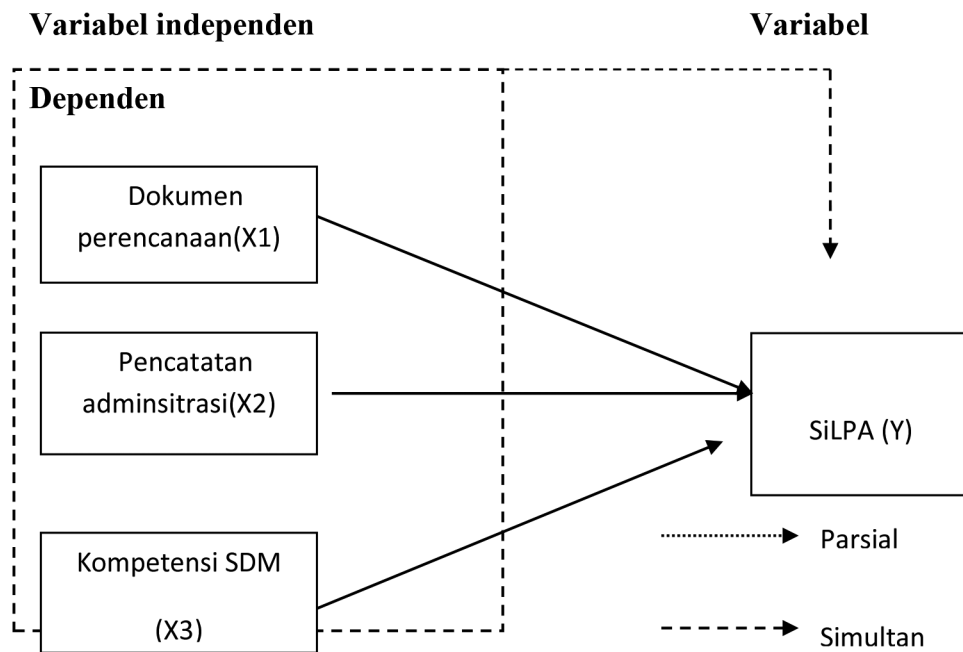 Variabel independen Variabel
Dependen
Dokumen
perencanaan(X1)
Pencatatan
adminsitrasi(X2)
SiLPA (Y)
Kompetensi SDM
(X3)
Parsial
Simultan